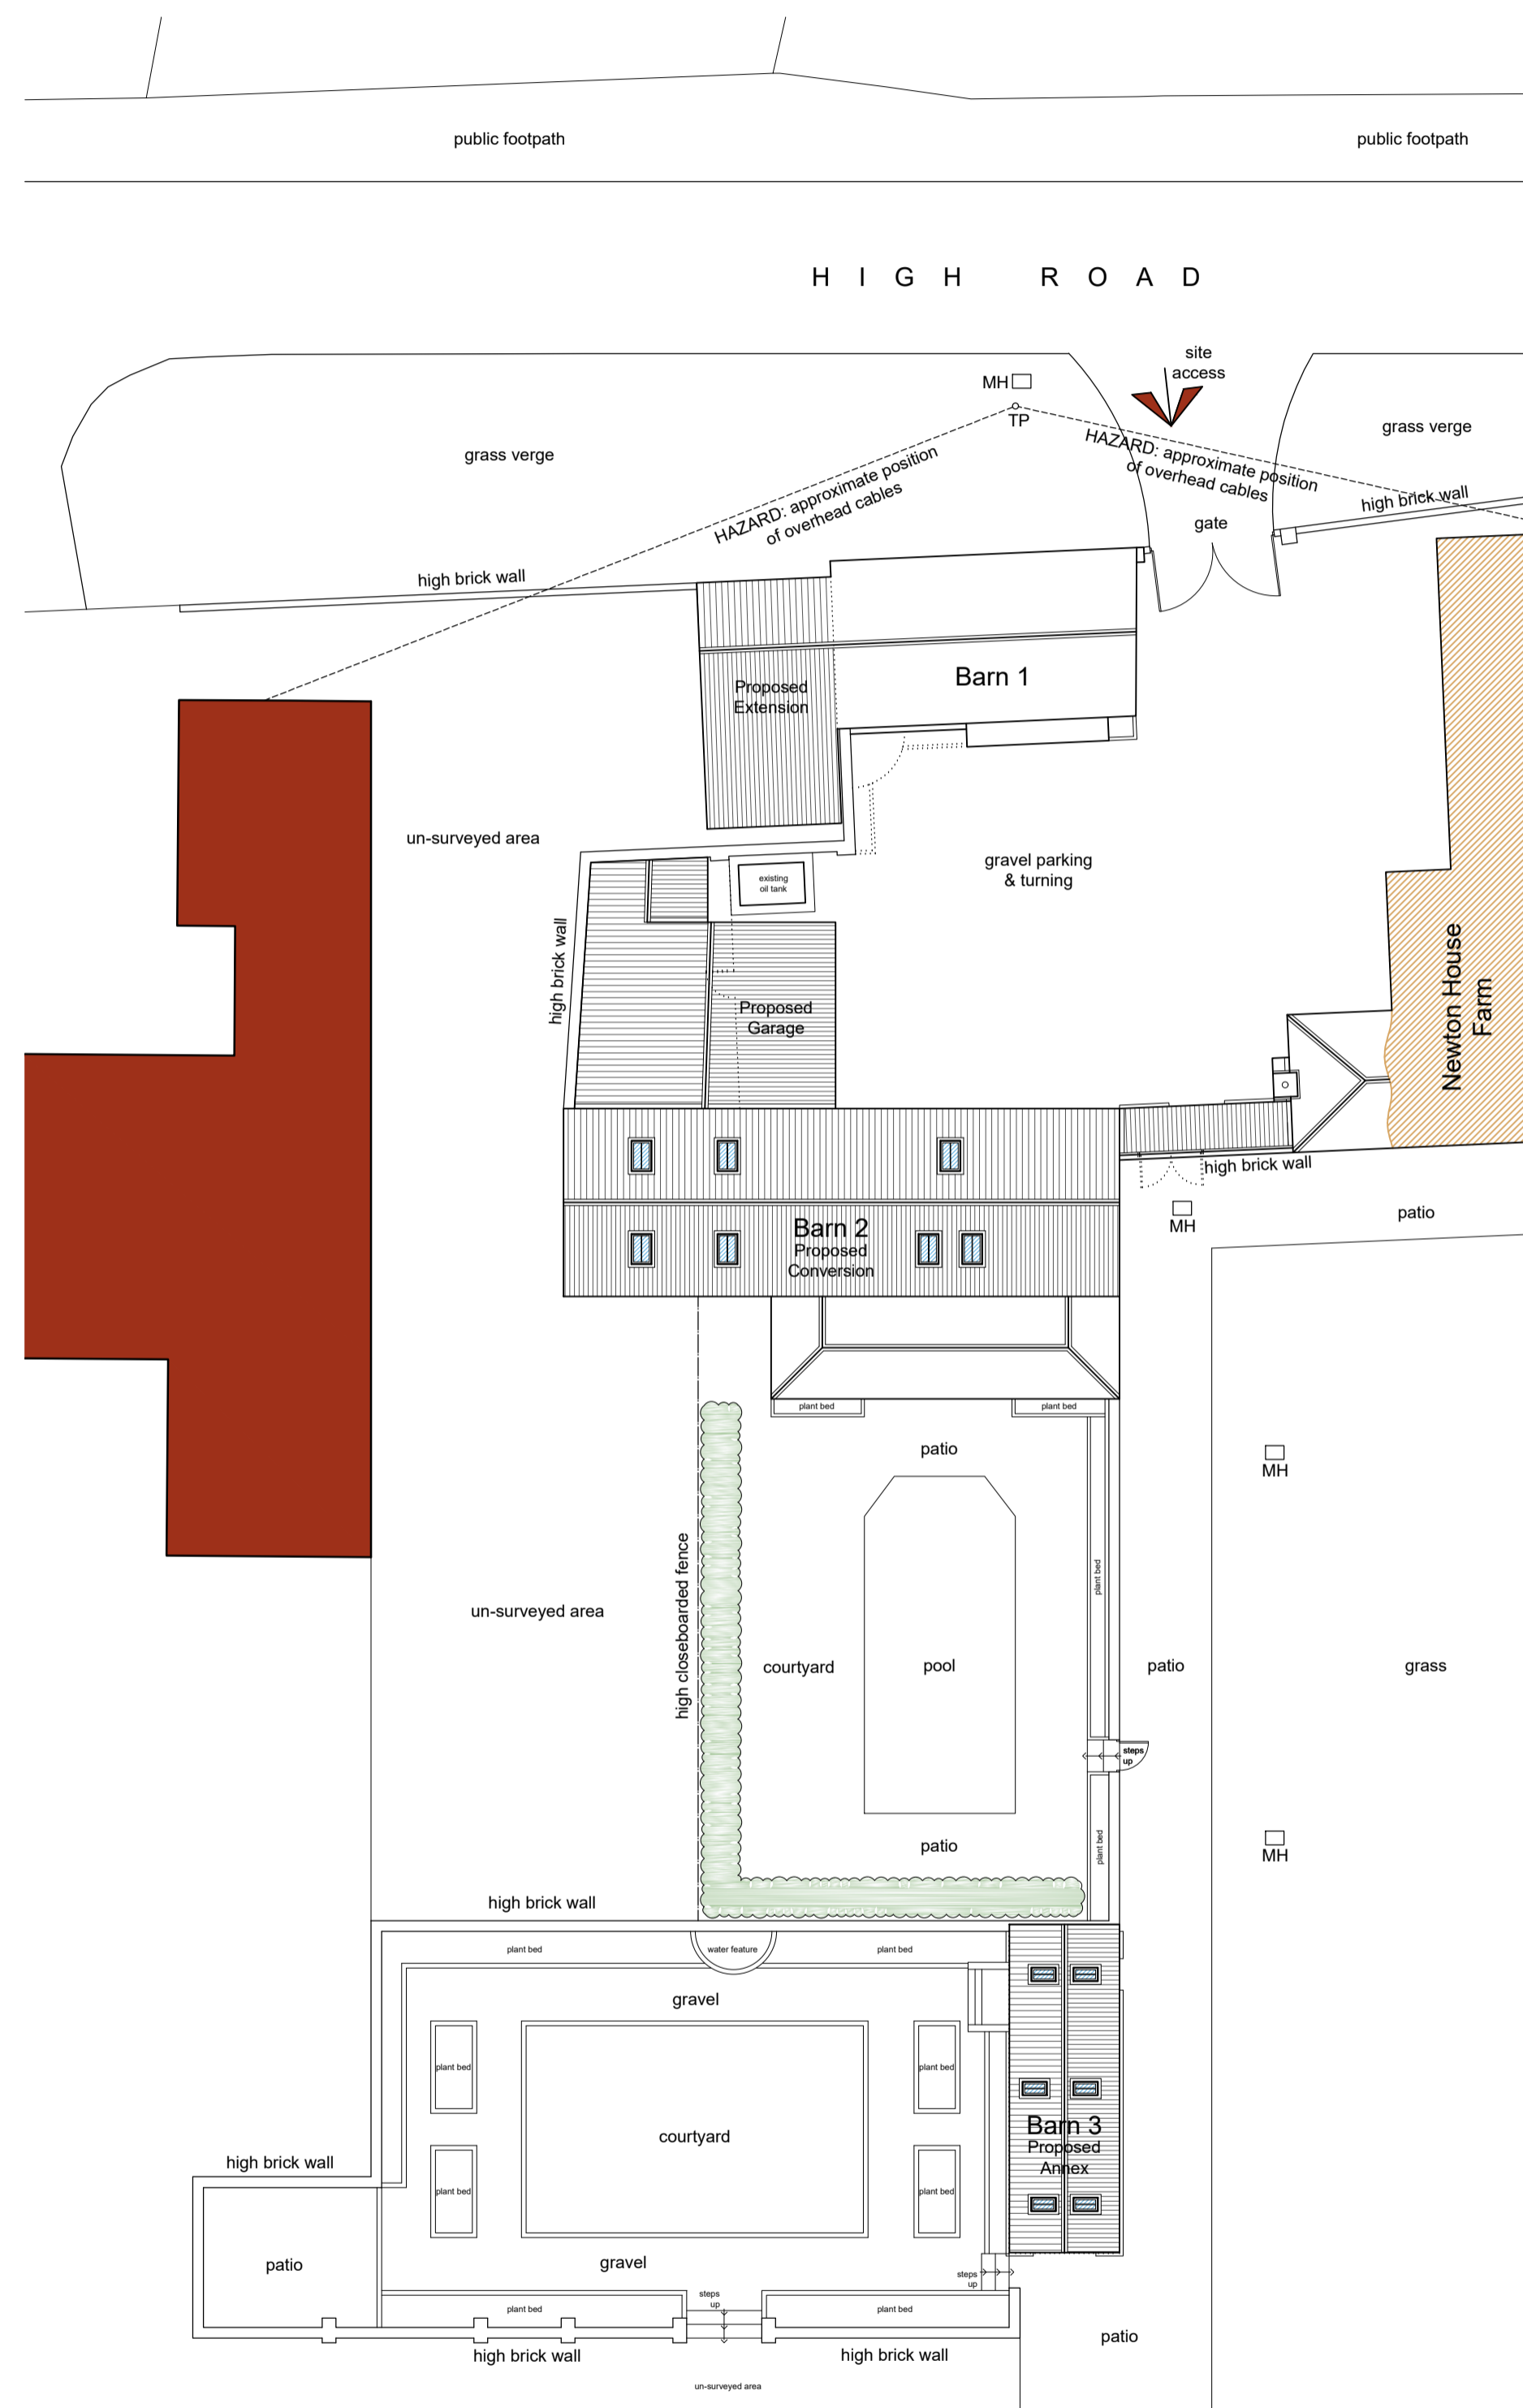 public footpath
public footpath
HIGH ROAD
site
access
MH
TP
grass verge
grass verge
HAZARD: approximate position
of overhead cables
HAZARD: approximate position
of overhead cables
high brick wall
gate
high brick wall
Barn 1
Proposed
Extension
un-surveyed area
gravel parking
& turning
existing
oil tank
high brick wall
Proposed
Garage
Newton House
Farm
high brick wall
MH
patio
Barn 2
Proposed
Conversion
plant bed
plant bed
patio
MH
high closeboarded fence
plant bed
un-surveyed area
courtyard
pool
patio
grass
steps
up
patio
plant bed
MH
high brick wall
plant bed
water feature
plant bed
gravel
plant bed
plant bed
courtyard
Barn 3
Proposed
Annex
high brick wall
plant bed
plant bed
patio
gravel
steps
up
steps
up
plant bed
plant bed
patio
high brick wall
high brick wall
un-surveyed area